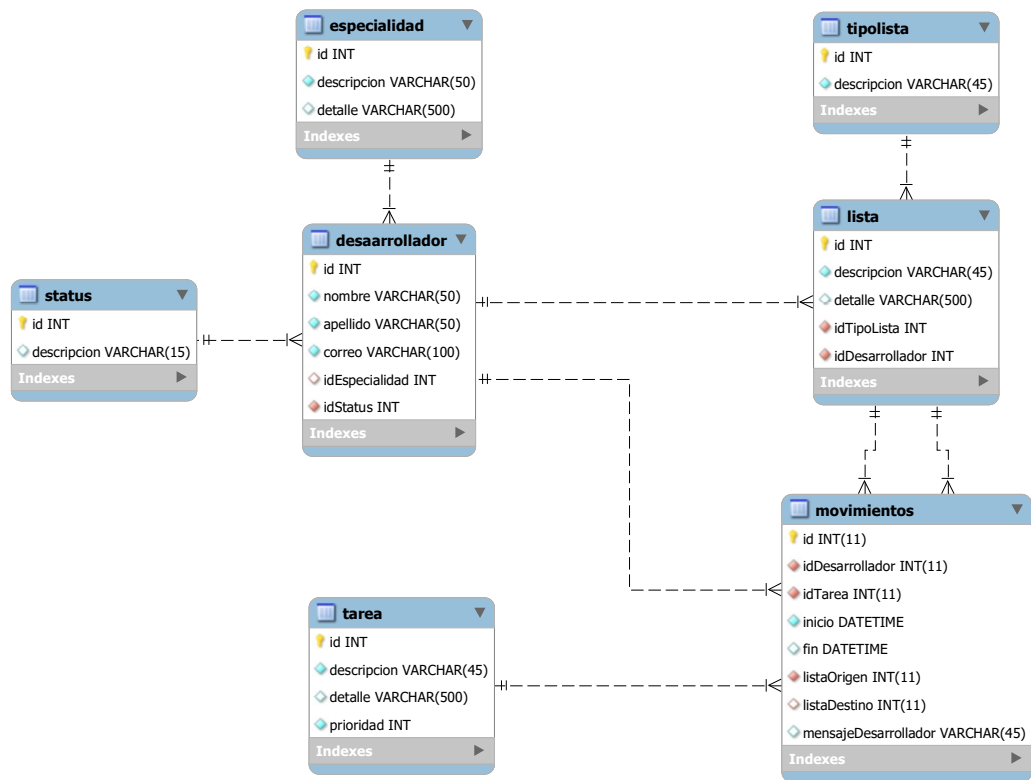 especialidad
id INT
descripcion VARCHAR(50)
detalle VARCHAR(500)
Indexes
tipolista
id INT
descripcion VARCHAR(45)
Indexes
desaarrollador
id INT
nombre VARCHAR(50)
apellido VARCHAR(50)
correo VARCHAR(100)
idEspecialidad INT
idStatus INT
Indexes
lista
id INT
descripcion VARCHAR(45)
detalle VARCHAR(500)
idTipoLista INT
idDesarrollador INT
Indexes
status
id INT
descripcion VARCHAR(15)
Indexes
movimientos
id INT(11)
idDesarrollador INT(11)
idTarea INT(11)
inicio DATETIME
fin DATETIME
listaOrigen INT(11)
listaDestino INT(11)
mensajeDesarrollador VARCHAR(45)
Indexes
tarea
id INT
descripcion VARCHAR(45)
detalle VARCHAR(500)
prioridad INT
Indexes